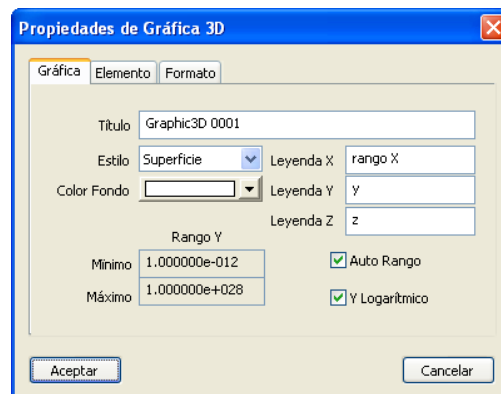 Propiedades de Gráfica 3D
Gráfica Elemento Formato
Título Graphic3D 0001
Estilo Superficie Leyenda X rango X
Color Fondo Leyenda Y y
Leyenda Z z
Rango Y
Mínimo 1.000000e-012 Auto Rango
Máximo 1.000000e+028 Y Logarítmico
Aceptar Cancelar